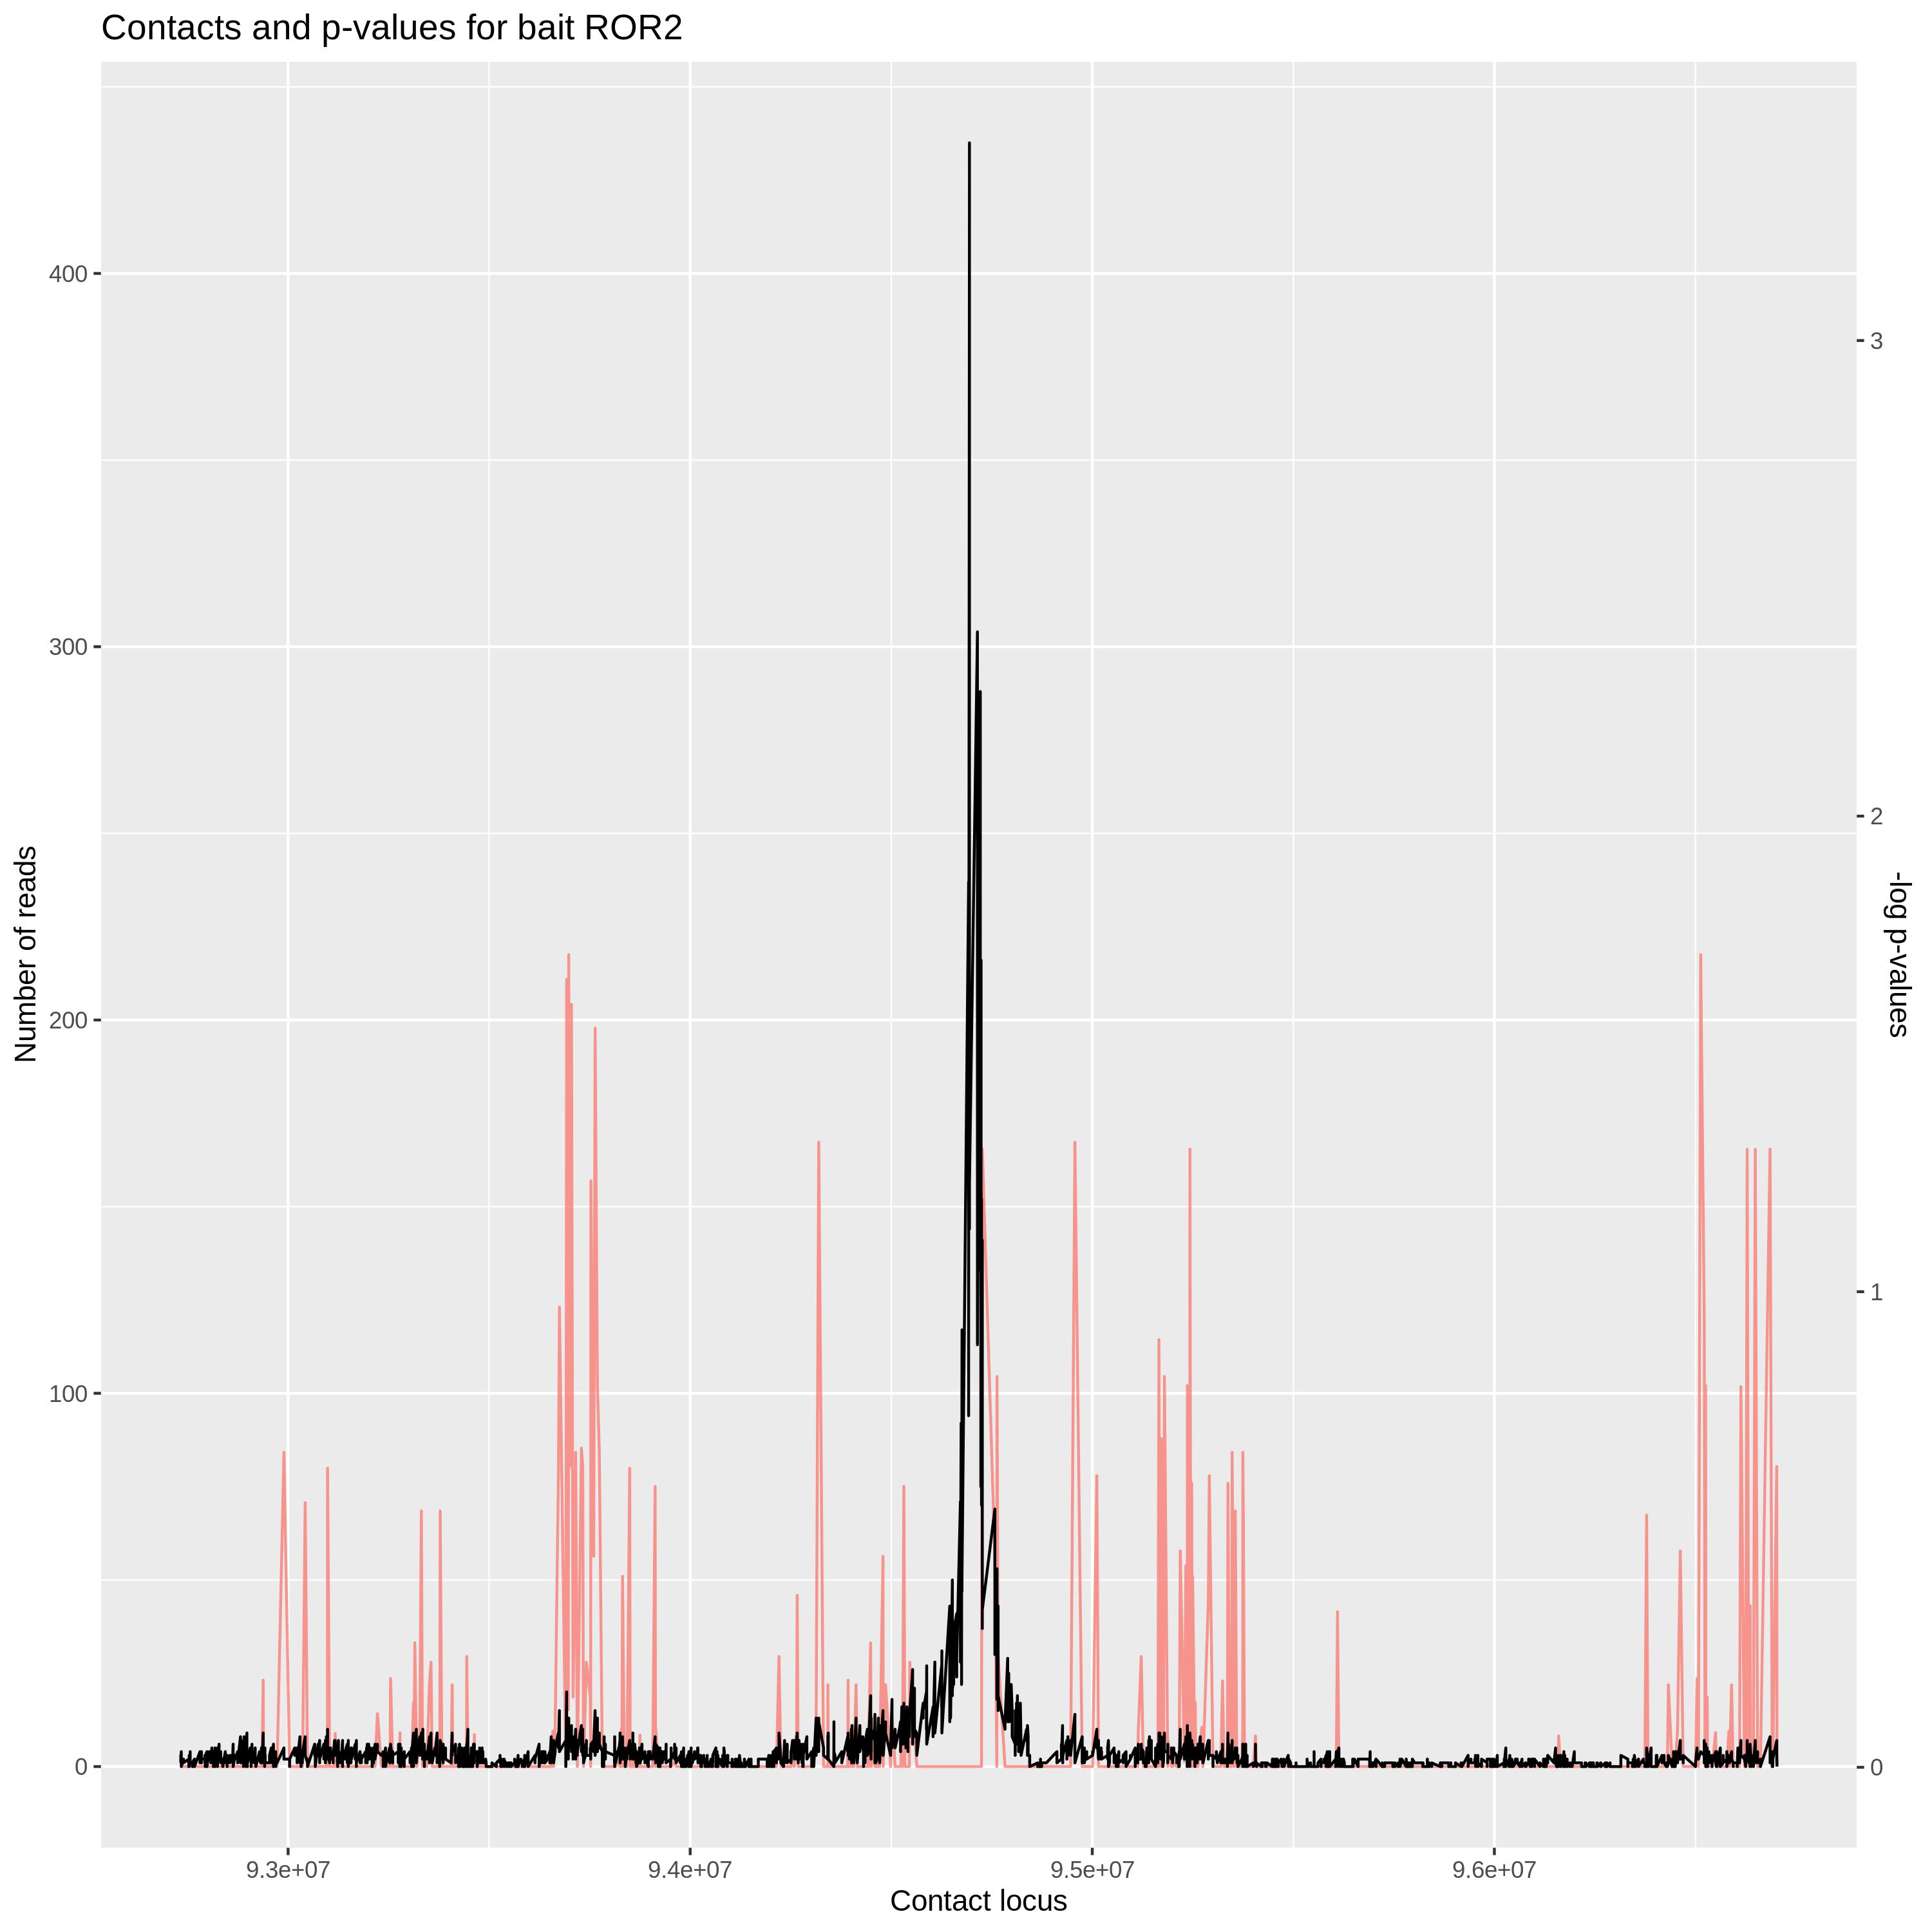 Contacts and p-values for bait ROR2
400
300
200
100
0
3
2
1
0
Number of reads
-log p-values
9.3e+07
9.4e+07
9.5e+07
9.6e+07
Contact locus